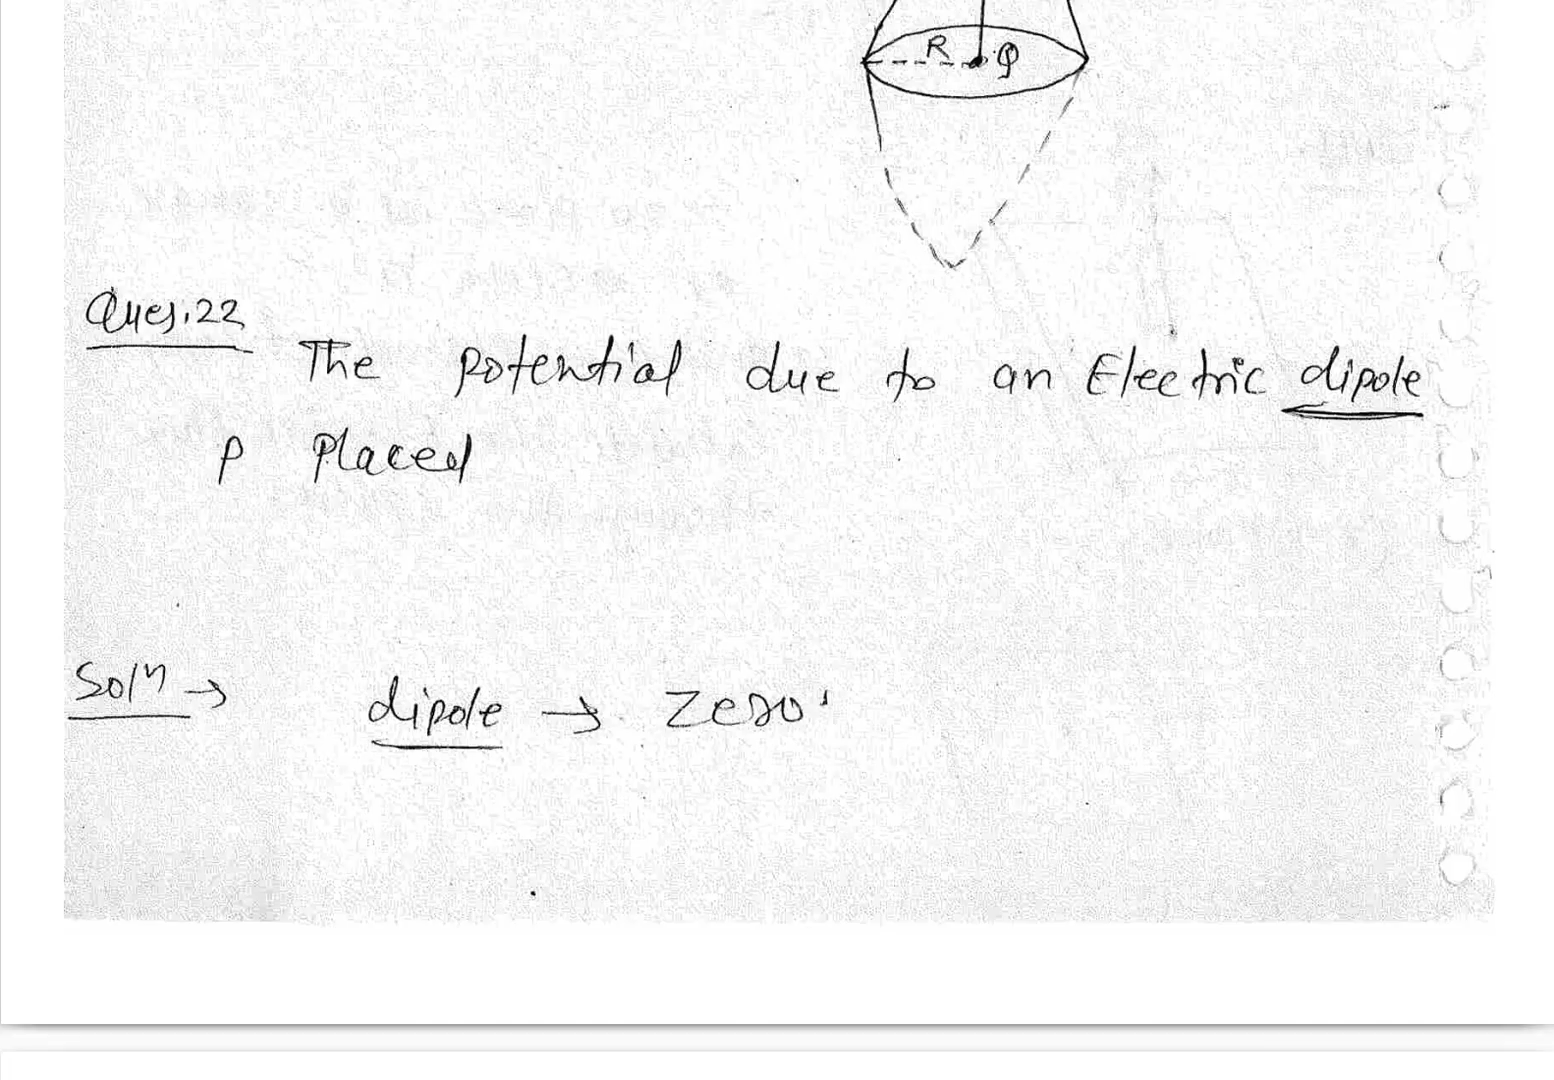 R φ
Ques.22
The potential due to an Electric dipole
P placed
Soln → dipole → zero.